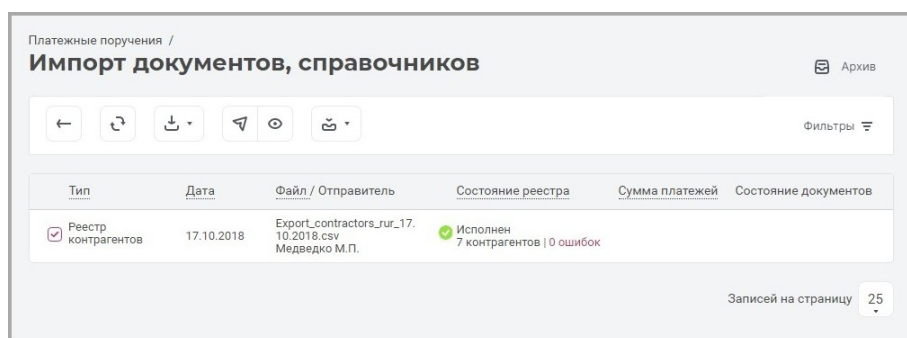 Платежные поручения /
Импорт документов, справочников
Архив
Фильтры
Тип Дата Файл / Отправитель Состояние реестра Сумма платежей Состояние документов
Реестр контрагентов
17.10.2018
Export_contractors_rur_17.
10.2018.csv
Медведко М.П.
Исполнен
7 контрагентов | 0 ошибок
Записей на страницу 25